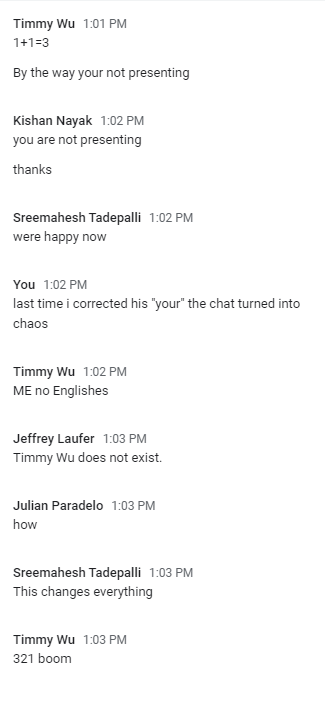 Timmy Wu 1:01 PM
1+1=3
By the way your not presenting
Kishan Nayak 1:02 PM
you are not presenting
thanks
Sreemahesh Tadepalli 1:02 PM
were happy now
You 1:02 PM
last time i corrected his "your" the chat turned into
chaos
Timmy Wu 1:02 PM
ME no Englishes
Jeffrey Laufer 1:03 PM
Timmy Wu does not exist.
Julian Paradelo 1:03 PM
how
Sreemahesh Tadepalli 1:03 PM
This changes everything
Timmy Wu 1:03 PM
321 boom